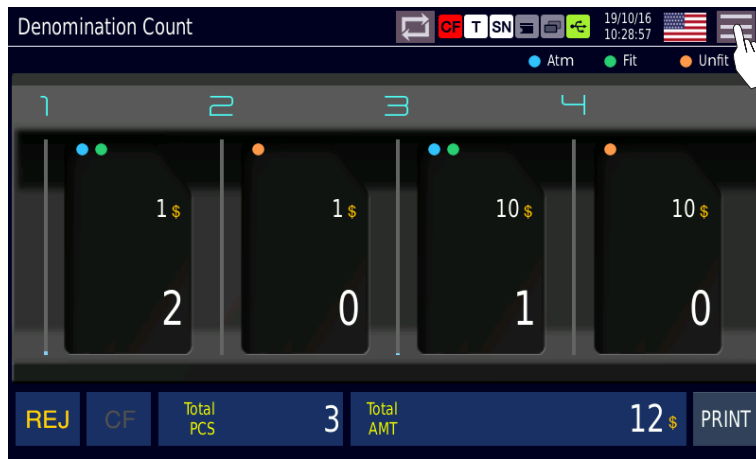 Denomination Count
CF T SN
19/10/16
10:28:57
Atm Fit Unfit
1 2 3 4
1 $ 1 $ 10 $ 10 $
2 0 1 0
REJ CF Total PCS 3 Total AMT 12 $ PRINT